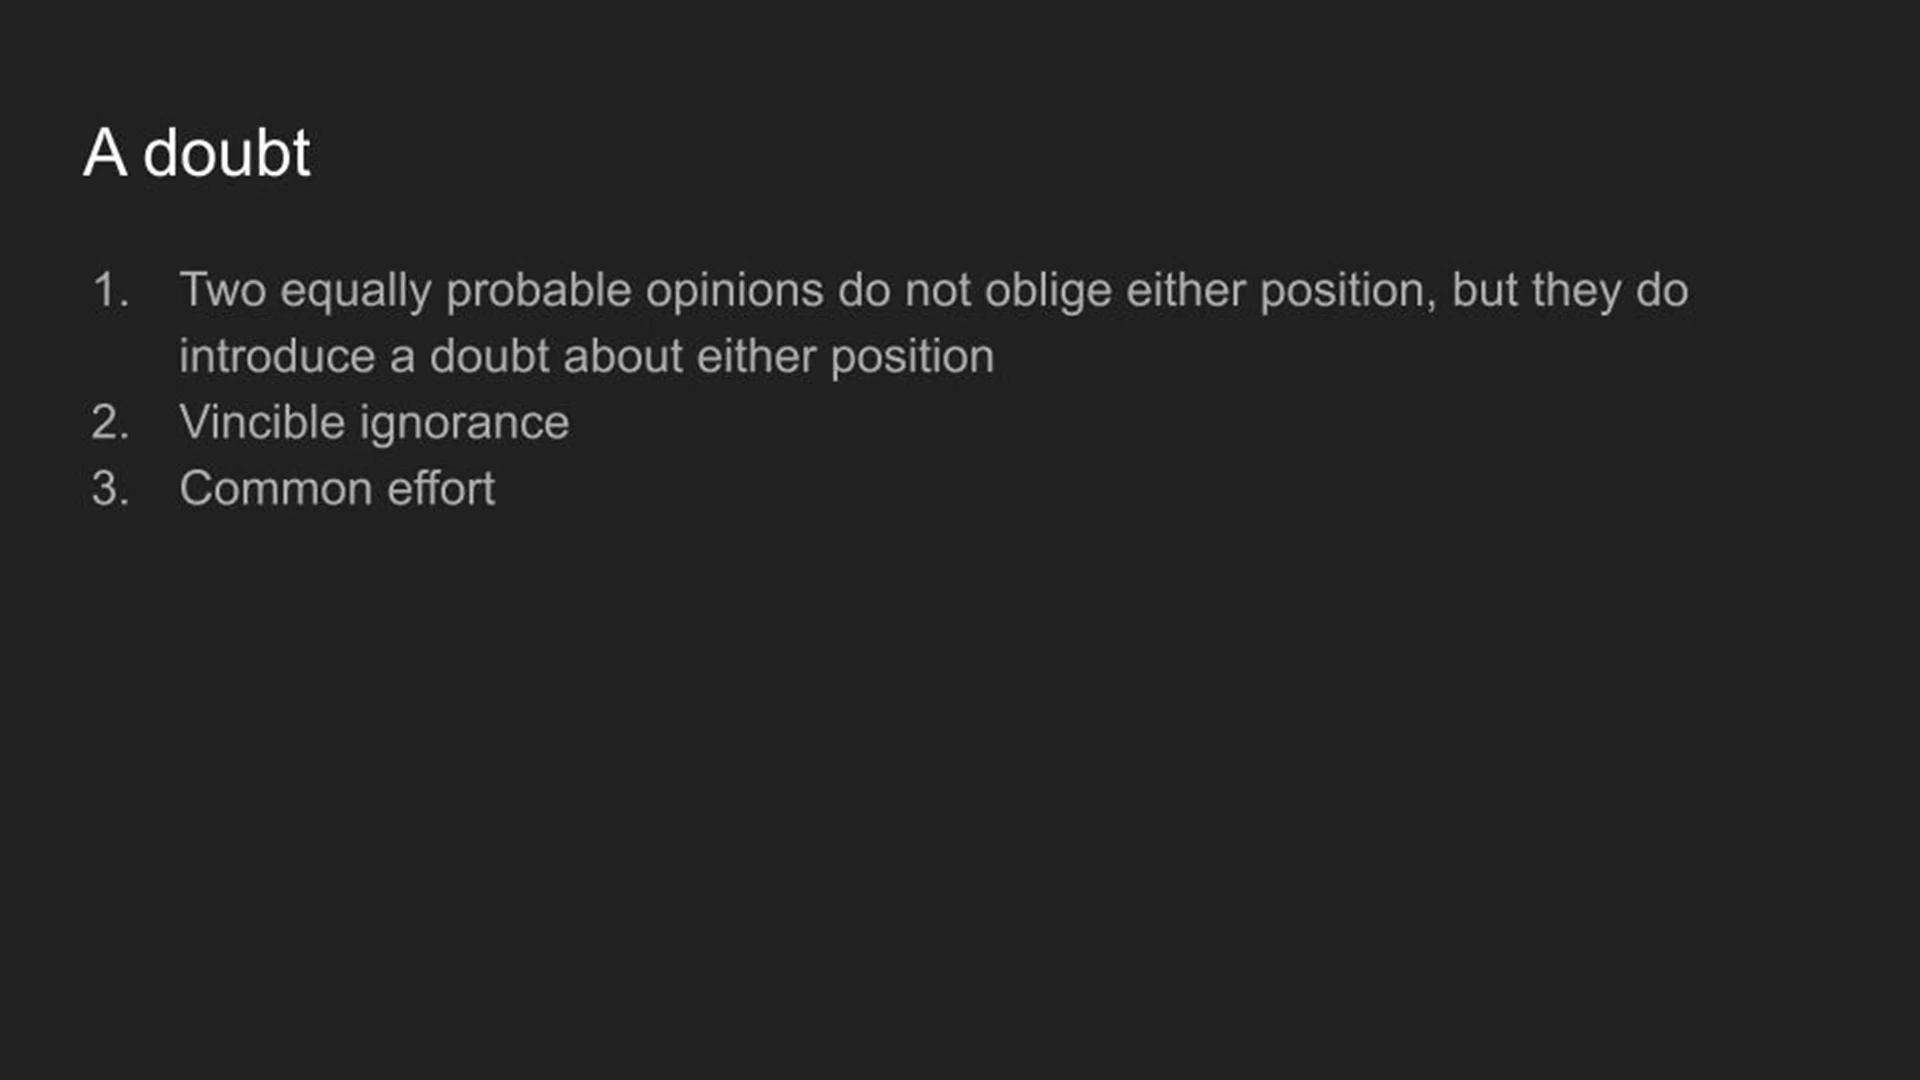 A doubt
1. Two equally probable opinions do not oblige either position, but they do
introduce a doubt about either position
2. Vincible ignorance
3. Common effort